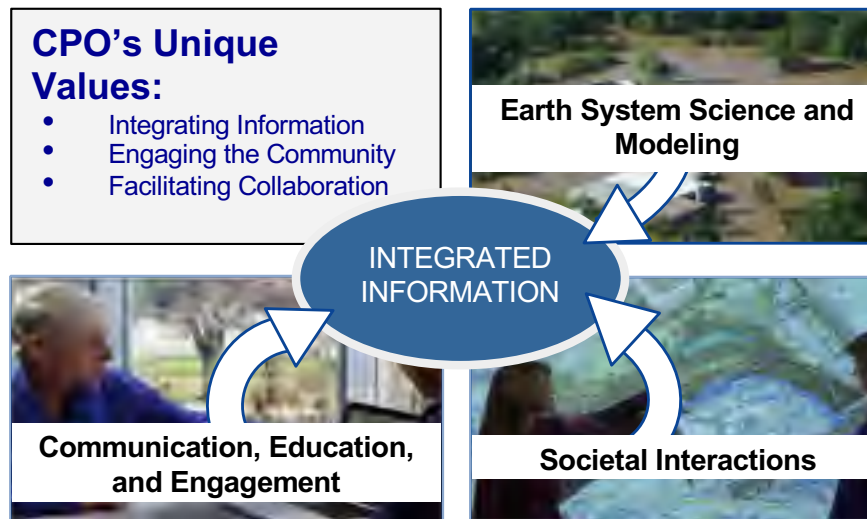 CPO’s Unique
Values:
• Integrating Information
• Engaging the Community
• Facilitating Collaboration
Earth System Science and
Modeling
INTEGRATED
INFORMATION
Communication, Education,
and Engagement
Societal Interactions